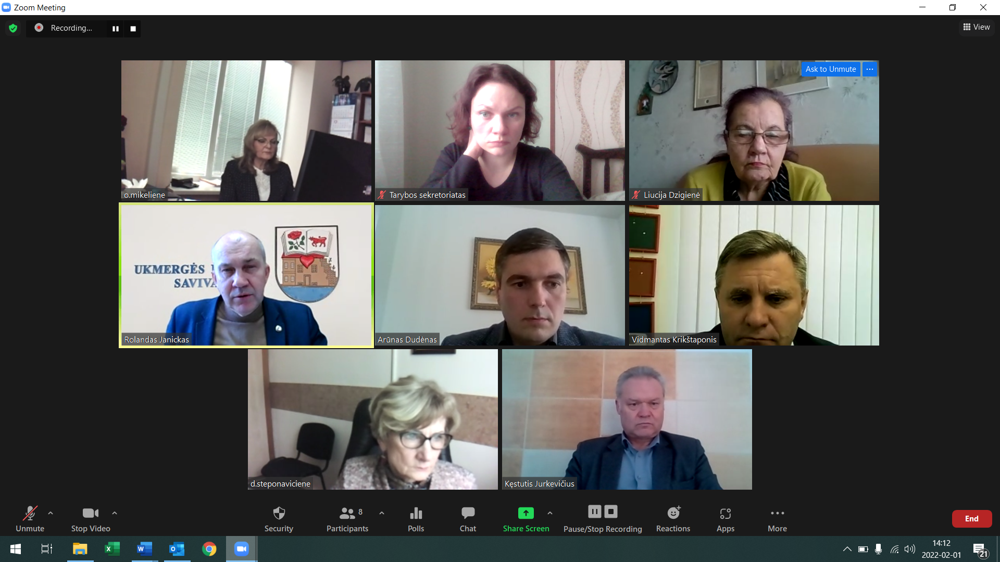 Zoom Meeting
Recording...
View
Ask to Unmute
o.mikeliene
Tarybos sekretoriatas
Liucija Dzigienė
UKMERGĖS
SAVIVA
Rolandas Janickas
Arūnas Dudėnas
Vidmantas Krikštaponis
d.steponaviciene
Kęstutis Jurkevičius
8
Unmute
Stop Video
Security
Participants
Polls
Chat
Share Screen
Pause/Stop Recording
Reactions
Apps
More
End
14:12
2022-02-01
21